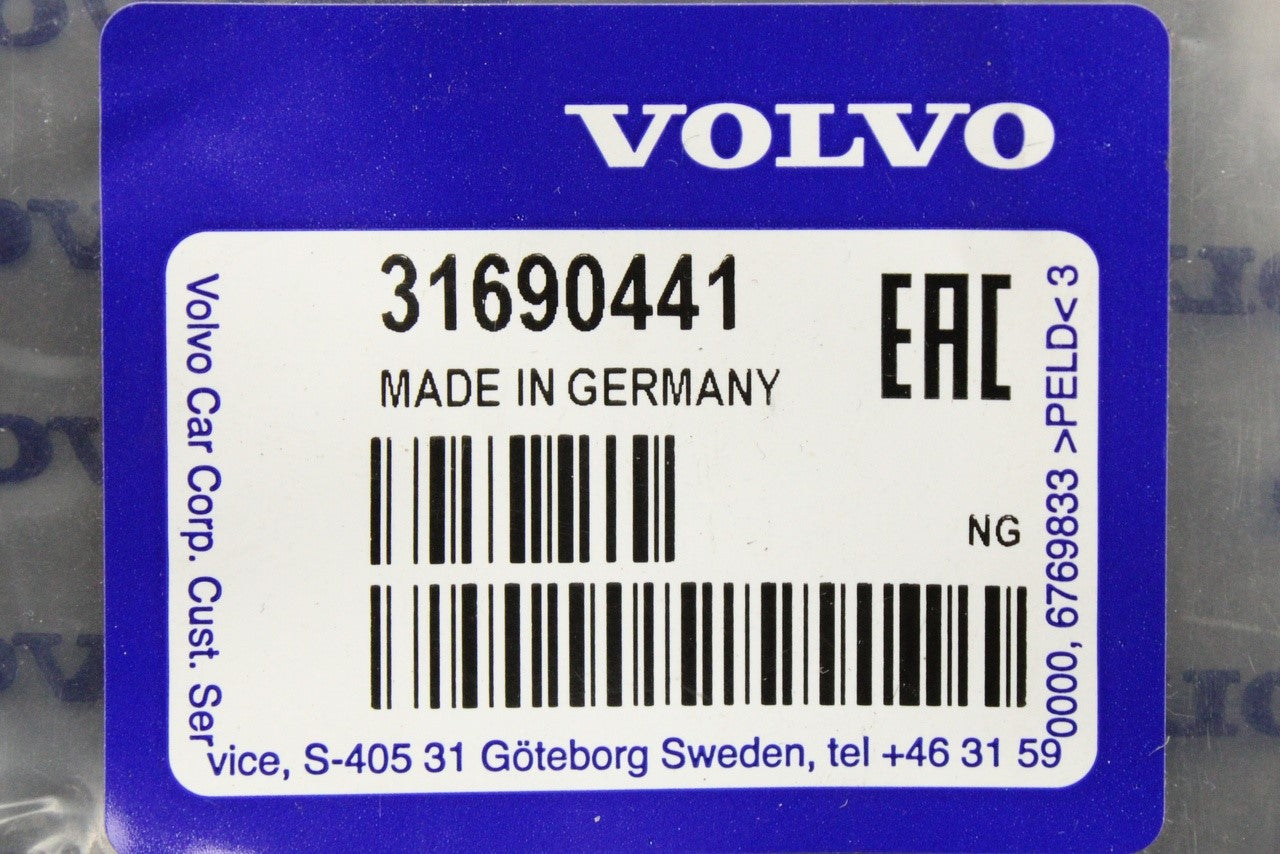 VOLVO
31690441
MADE IN GERMANY
EAC
NG
Volvo Car Corp. Cust. Service, S-405 31 Göteborg Sweden, tel +46 31 59 0000, 6769833 >PELD< 3